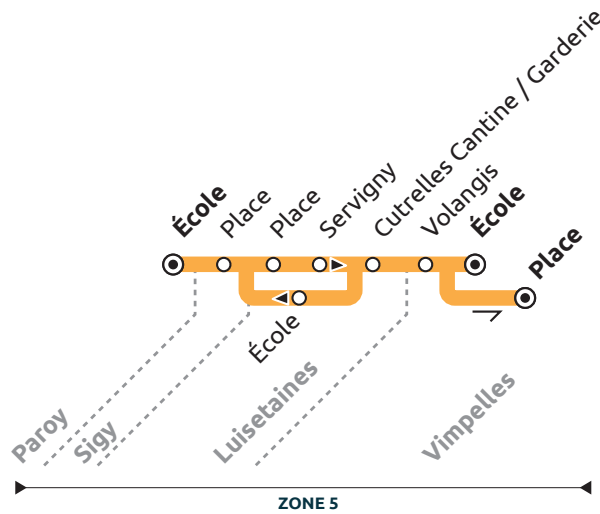 École
Place
Place
Servigny
Cutrelles Cantine / Garderie
Volangis
École
Place
École
Paroy
Sigy
Luisetaines
Vimpelles
ZONE 5